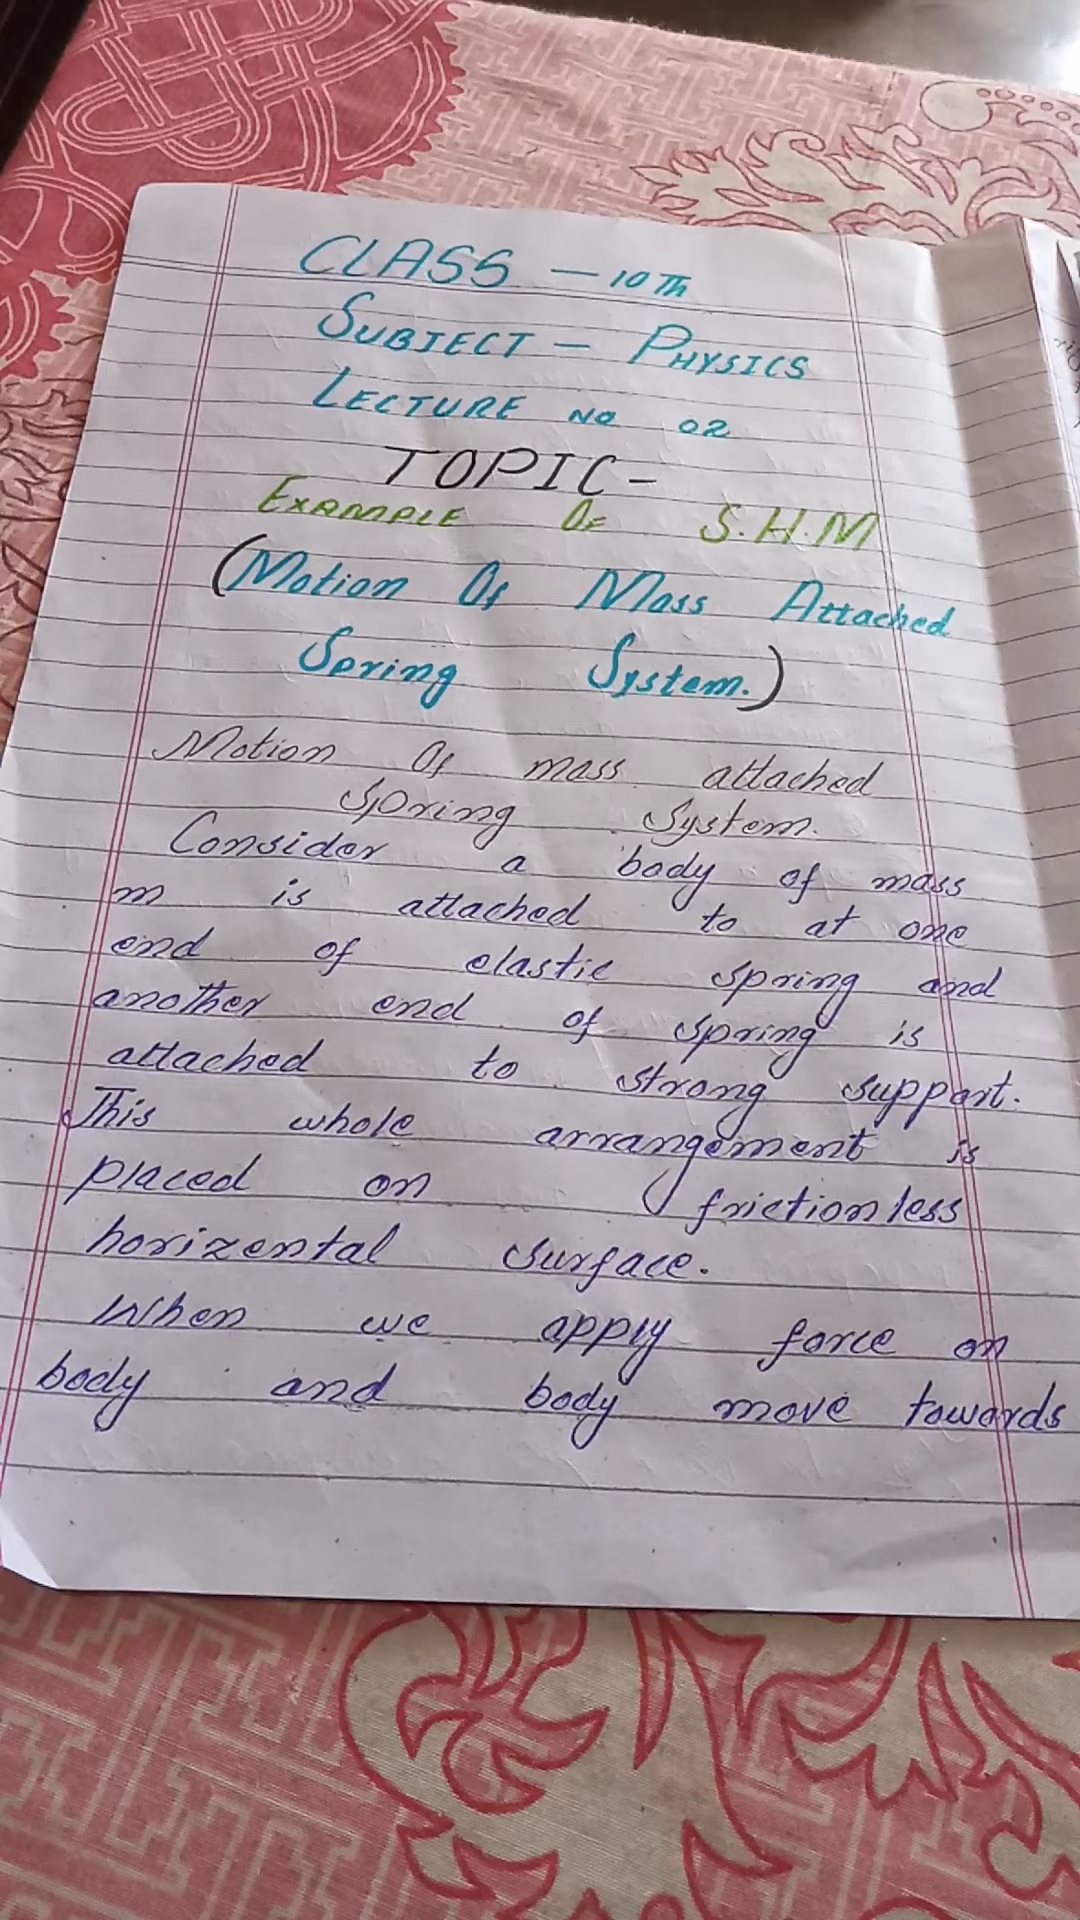 CLASS - 10Th
SUBJECT - PHYSICS
LECTURE NO 02
TOPIC-
EXAMPLE OF S.H.M
(Motion Of Mass Attached
Spring System.)
Motion Of mass attached
Spring System.
Consider a body of mass
m is attached to at one
end of elastic spring and
another end of spring is
attached to strong support.
This whole arrangement is
placed on frictionless
horizental surface.
When we apply force on
body and body move towards